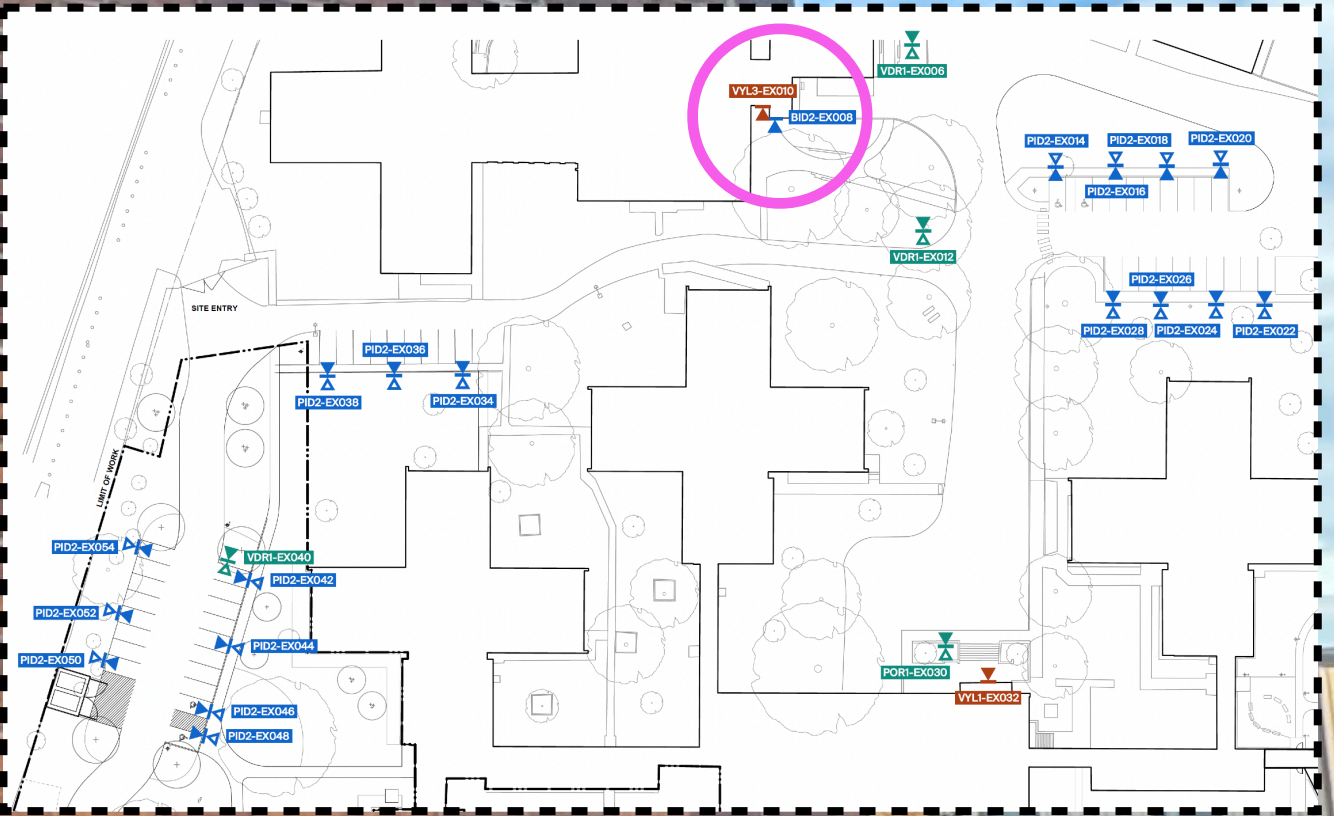 VDR1-EX006
VYL3-EX010
BID2-EX008
PID2-EX014
PID2-EX018
PID2-EX020
PID2-EX016
VDR1-EX012
PID2-EX026
SITE ENTRY
PID2-EX028
PID2-EX024
PID2-EX022
PID2-EX036
PID2-EX038
PID2-EX034
LIMIT OF WORK
PID2-EX054
VDR1-EX040
PID2-EX042
PID2-EX052
PID2-EX044
PID2-EX050
POR1-EX030
VYL1-EX032
PID2-EX046
PID2-EX048